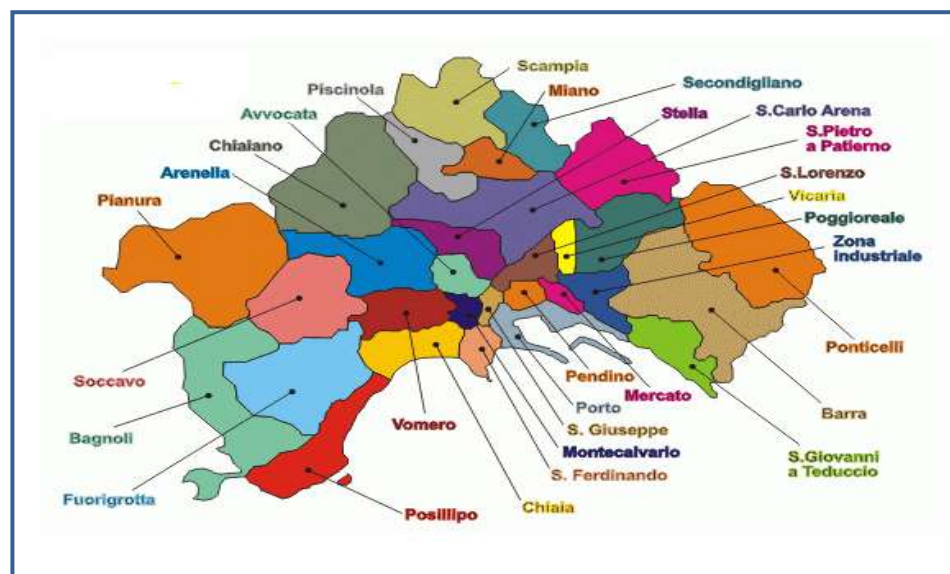 Scampia
Piscinola
Miano
Secondigliano
Avvocata
Stella
S.Carlo Arena
Chiaiano
S.Pietro
a Patierno
Arenella
S.Lorenzo
Pianura
Vicaria
Poggioreale
Zona
industriale
Ponticelli
Soccavo
Pendino
Mercato
Porto
Barra
Vomero
S. Giuseppe
Bagnoli
Montecalvario
S.Giovanni
a Teduccio
S. Ferdinando
Fuorigrotta
Chiaia
Posillipo